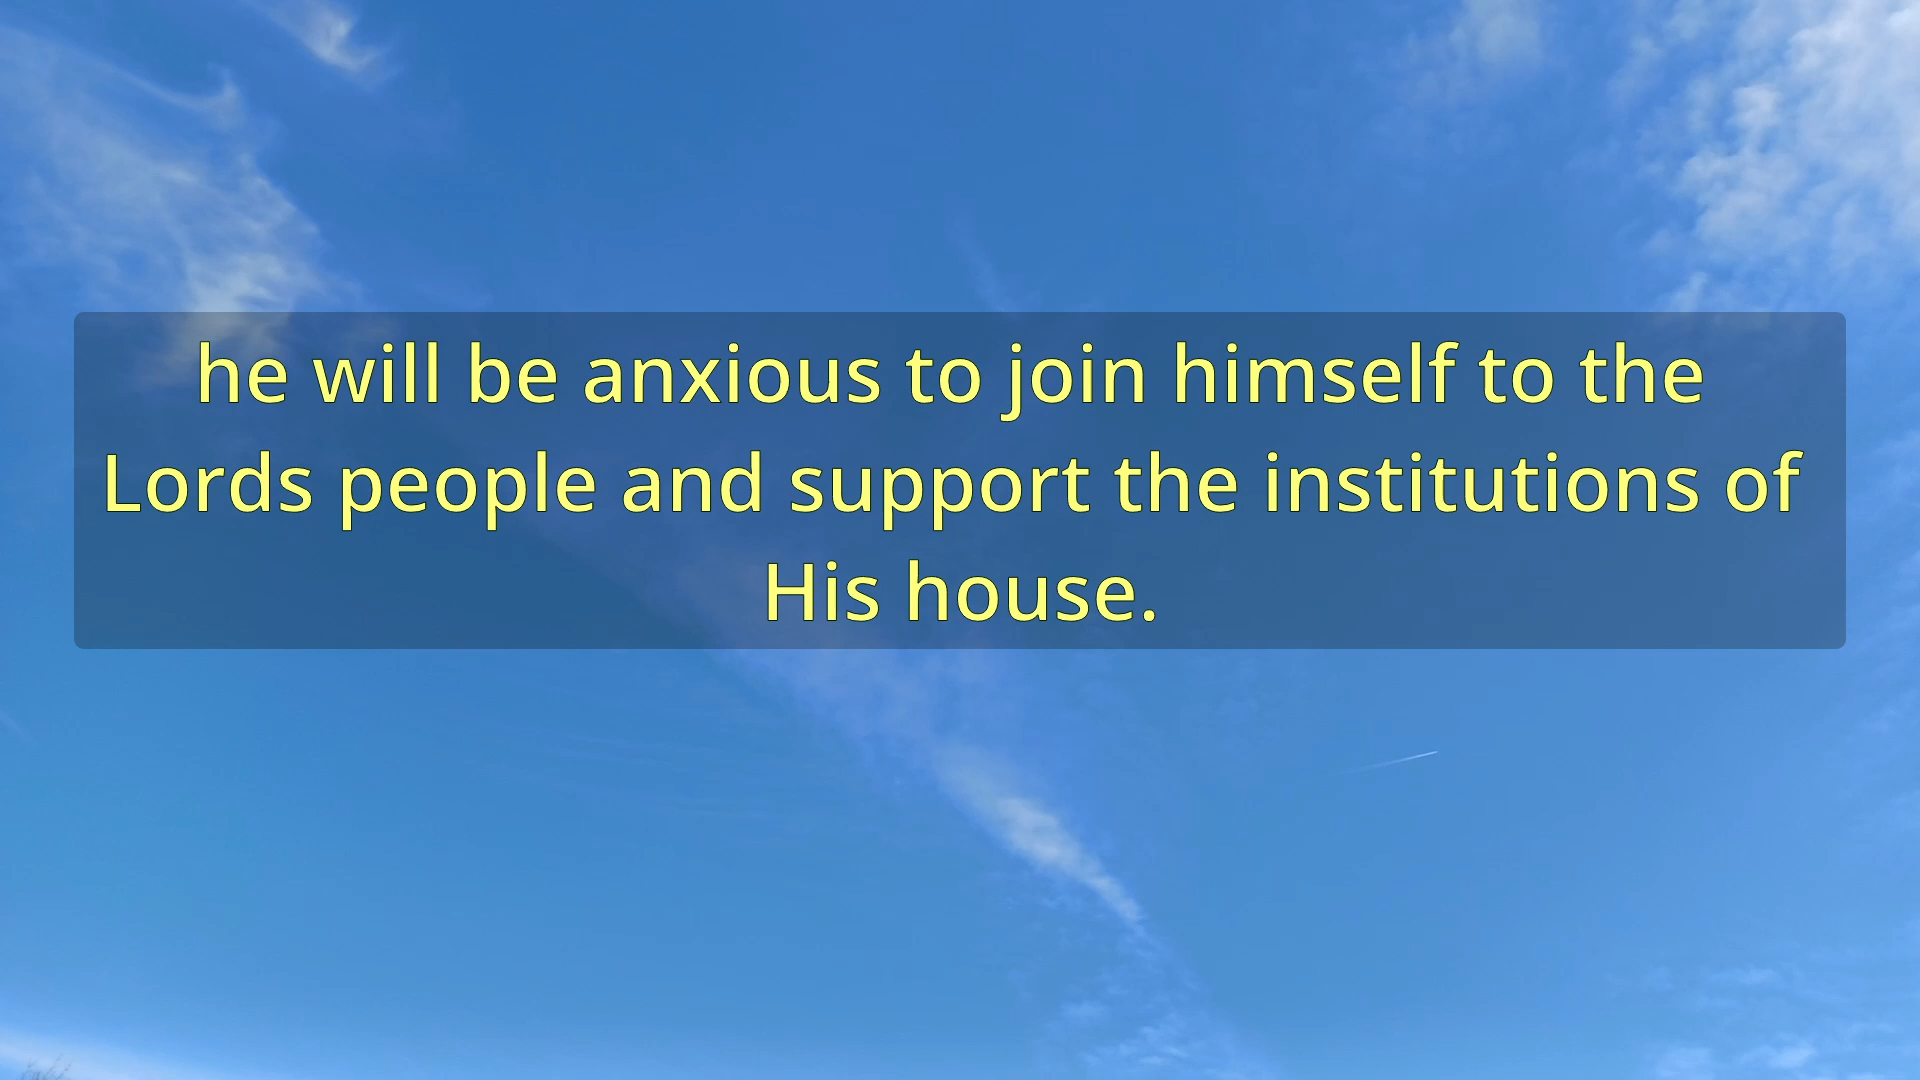 he will be anxious to join himself to the
Lords people and support the institutions of
His house.